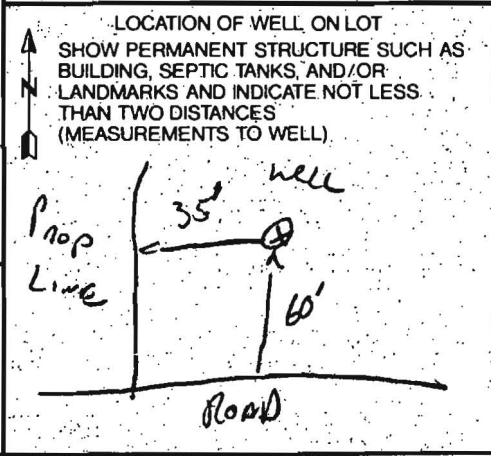 LOCATION OF WELL ON LOT
N
SHOW PERMANENT STRUCTURE SUCH AS
BUILDING, SEPTIC TANKS, AND/OR
LANDMARKS AND INDICATE NOT LESS
THAN TWO DISTANCES
(MEASUREMENTS TO WELL)
well
35'
Prop
Line
60'
ROAD